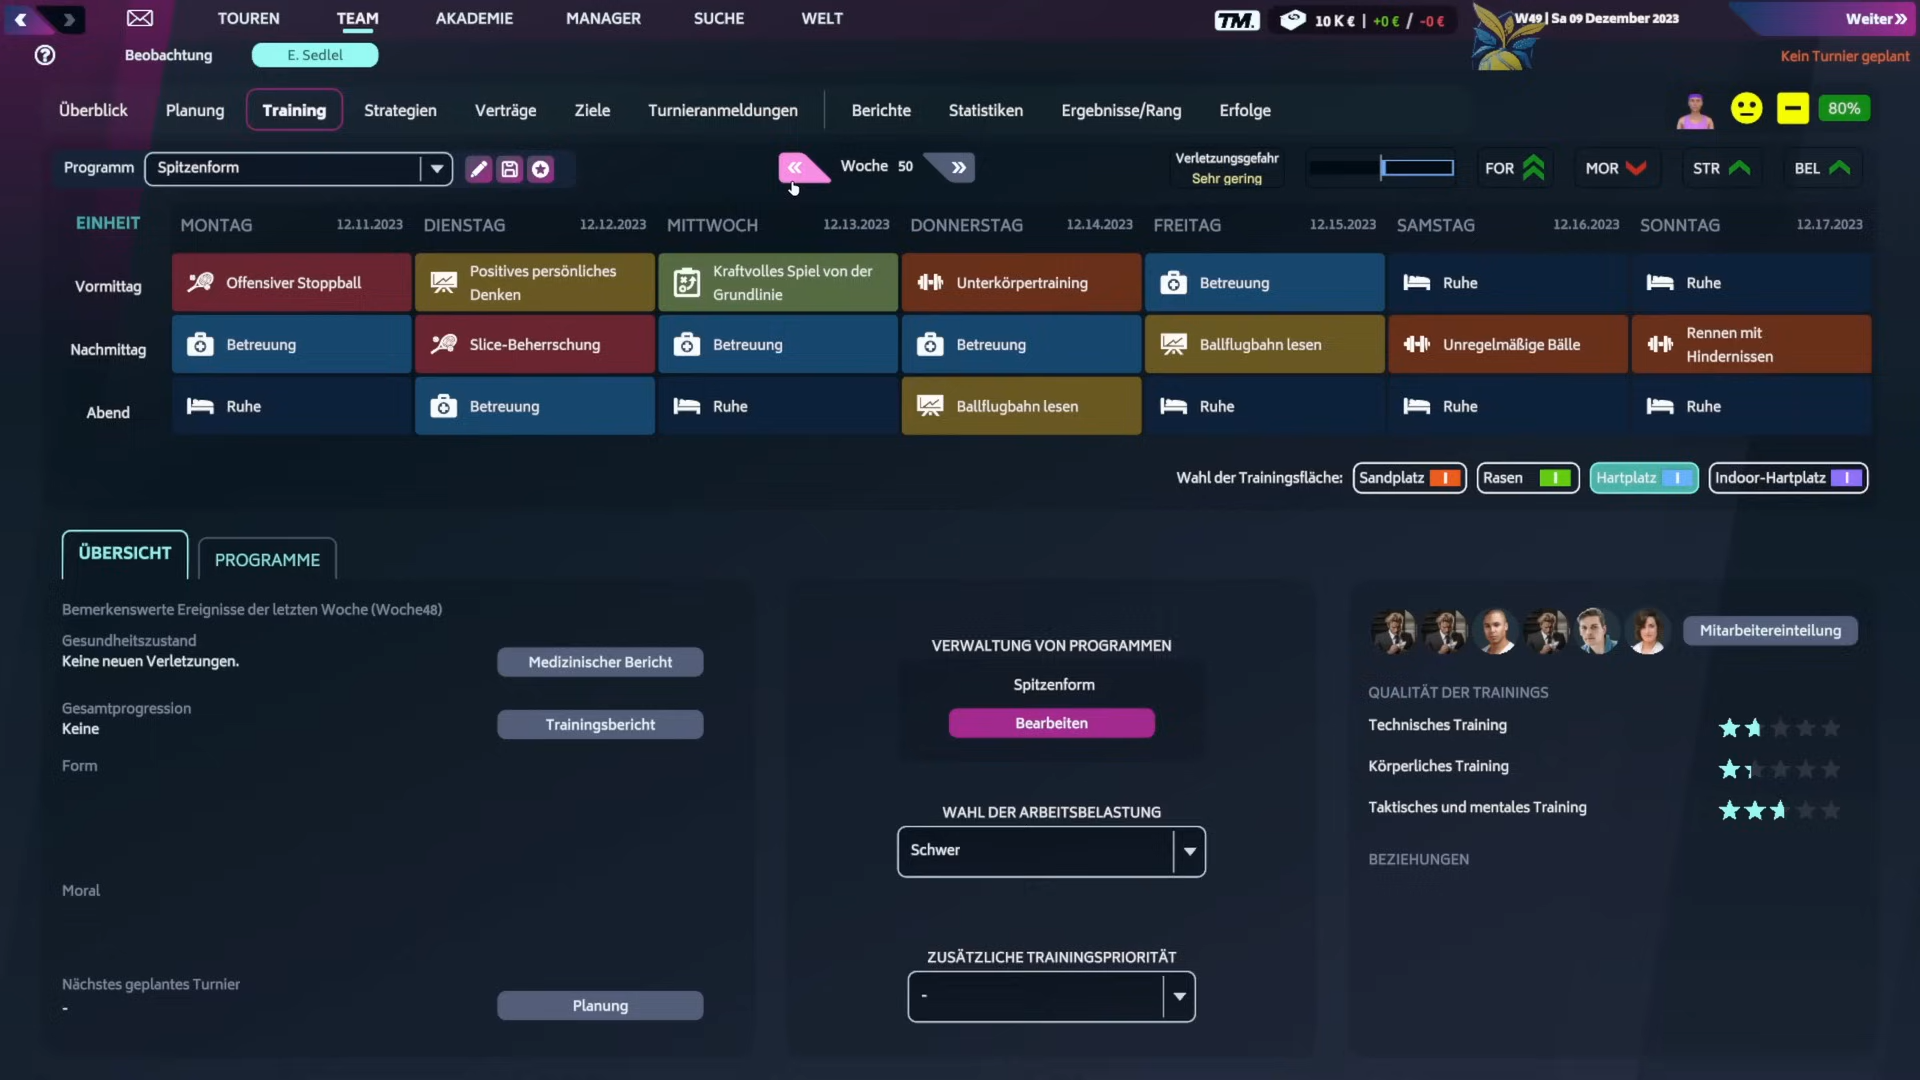 TOUREN TEAM AKADEMIE MANAGER SUCHE WELT TM. 10 K € | +0 € / -0 € W49 | Sa 09 Dezember 2023 Weiter
Beobachtung E. Sedlel Kein Turnier geplant
Überblick Planung Training Strategien Verträge Ziele Turnieranmeldungen Berichte Statistiken Ergebnisse/Rang Erfolge 80%
Programm Spitzenform Woche 50 Verletzungsgefahr FOR MOR STR BEL
Sehr gering
EINHEIT MONTAG 12.11.2023 DIENSTAG 12.12.2023 MITTWOCH 12.13.2023 DONNERSTAG 12.14.2023 FREITAG 12.15.2023 SAMSTAG 12.16.2023 SONNTAG 12.17.2023
Vormittag Offensiver Stoppball Positives persönliches Denken Kraftvolles Spiel von der Grundlinie Unterkörpertraining Betreuung Ruhe Ruhe
Nachmittag Betreuung Slice-Beherrschung Betreuung Betreuung Ballflugbahn lesen Unregelmäßige Bälle Rennen mit Hindernissen
Abend Ruhe Betreuung Ruhe Ballflugbahn lesen Ruhe Ruhe Ruhe
Wahl der Trainingsfläche: Sandplatz Rasen Hartplatz Indoor-Hartplatz
ÜBERSICHT PROGRAMME
Bemerkenswerte Ereignisse der letzten Woche (Woche48)
Gesundheitszustand
Keine neuen Verletzungen. Medizinischer Bericht
Gesamtprogression
Keine Trainingsbericht
Form
Moral
Nächstes geplantes Turnier
- Planung
VERWALTUNG VON PROGRAMMEN
Spitzenform
Bearbeiten
WAHL DER ARBEITSBELASTUNG
Schwer
ZUSÄTZLICHE TRAININGSPRIORITÄT
-
Mitarbeitereinteilung
QUALITÄT DER TRAININGS
Technisches Training
Körperliches Training
Taktisches und mentales Training
BEZIEHUNGEN